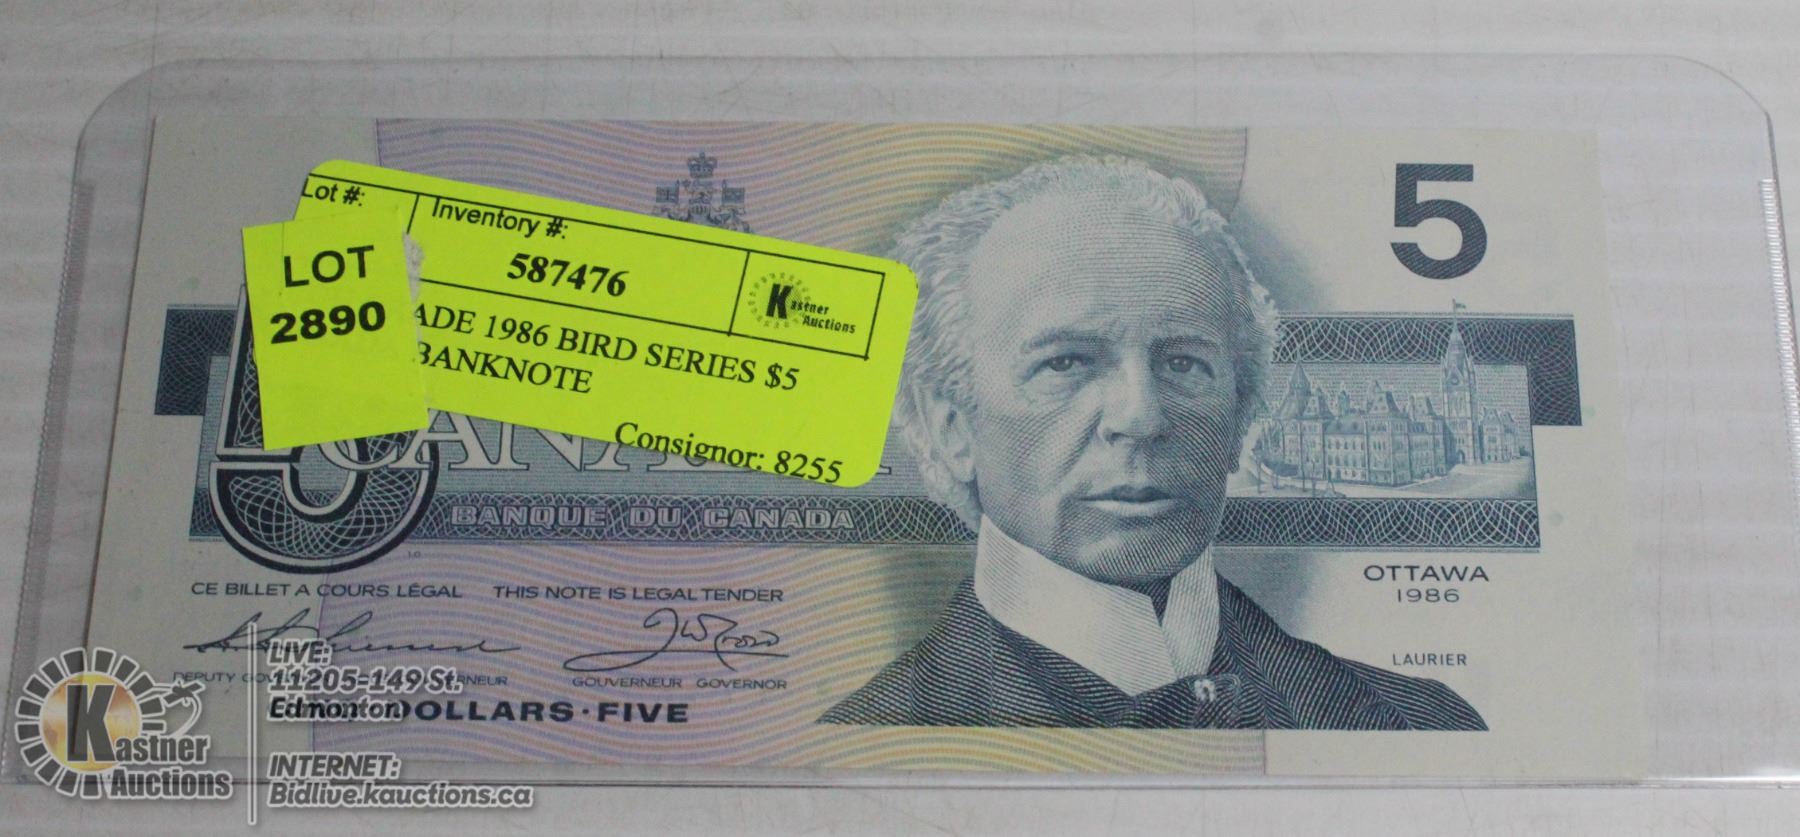 Lot #:
Inventory #:
587476
Kastner Auctions
LOT
2890
1986 BIRD SERIES $5
BANKNOTE
Consignor: 8255
5
BANQUE DU CANADA
OTTAWA
1986
LAURIER
CE BILLET A COURS LÉGAL THIS NOTE IS LEGAL TENDER
DEPUTY
GOUVERNEUR GOVERNOR
DOLLARS · FIVE
Kastner
Auctions
LIVE:
11205-149 St.
Edmonton
INTERNET:
Bidlive.kauctions.ca